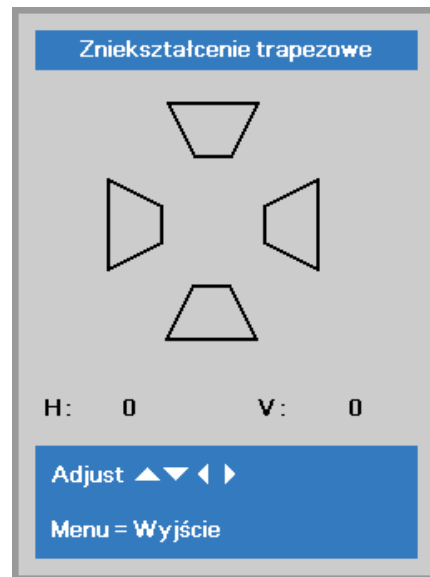 Zniekształcenie trapezowe
H: 0 V: 0
Adjust
Menu = Wyjście